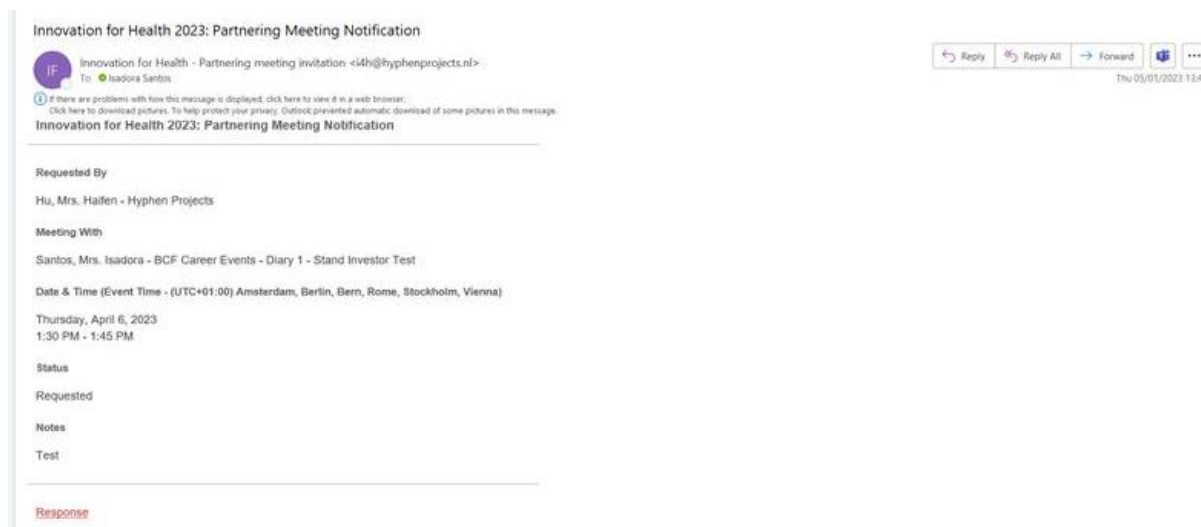 Innovation for Health 2023: Partnering Meeting Notification
IF
Innovation for Health - Partnering meeting invitation <i4h@hyphenprojects.nl>
To Isadora Santos
Reply
Reply All
Forward
Thu 05/01/2023 13:4
If there are problems with how this message is displayed, click here to view it in a web browser.
Click here to download pictures. To help protect your privacy, Outlook prevented automatic download of some pictures in this message.
Innovation for Health 2023: Partnering Meeting Notification
Requested By
Hu, Mrs. Haifen - Hyphen Projects
Meeting With
Santos, Mrs. Isadora - BCF Career Events - Diary 1 - Stand Investor Test
Date & Time (Event Time - (UTC+01:00) Amsterdam, Berlin, Bern, Rome, Stockholm, Vienna)
Thursday, April 6, 2023
1:30 PM - 1:45 PM
Status
Requested
Notes
Test
Response